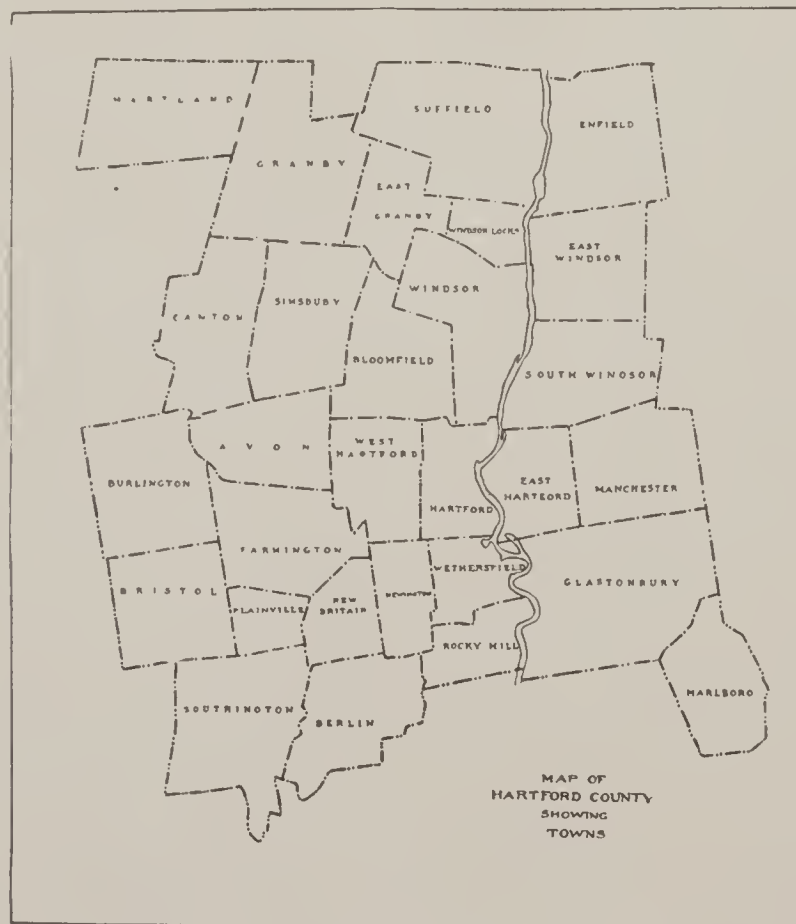 HARTLAND
SUFFIELD
ENFIELD
GRANBY
EAST
GRANBY
WINDSOR LOCKS
EAST
WINDSOR
WINDSOR
SIMSBURY
CANTON
BLOOMFIELD
SOUTH WINDSOR
AVON
WEST
HARTFORD
BURLINGTON
EAST
HARTFORD
MANCHESTER
HARTFORD
FARMINGTON
WETHERSFIELD
GLASTONBURY
BRISTOL
PLAINVILLE
NEW
BRITAIN
NEWINGTON
ROCKY HILL
MARLBORO
SOUTHINGTON
BERLIN
MAP OF
HARTFORD COUNTY
SHOWING
TOWNS